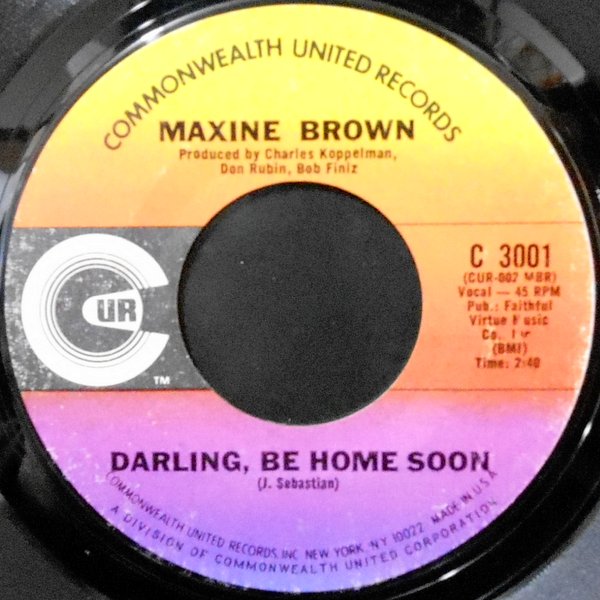 COMMONWEALTH UNITED RECORDS
MAXINE BROWN
Produced by Charles Koppelman,
Don Rubin, Bob Finiz
CUR
TM
C 3001
(CUR-002 MBR)
Vocal — 45 RPM
Pub.: Faithful
Virtue Music
Co.
(BMI)
Time: 2:40
DARLING, BE HOME SOON
(J. Sebastian)
COMMONWEALTH UNITED RECORDS, INC. NEW YORK, NY 10022 MADE IN U.S.A.
A DIVISION OF COMMONWEALTH UNITED CORPORATION